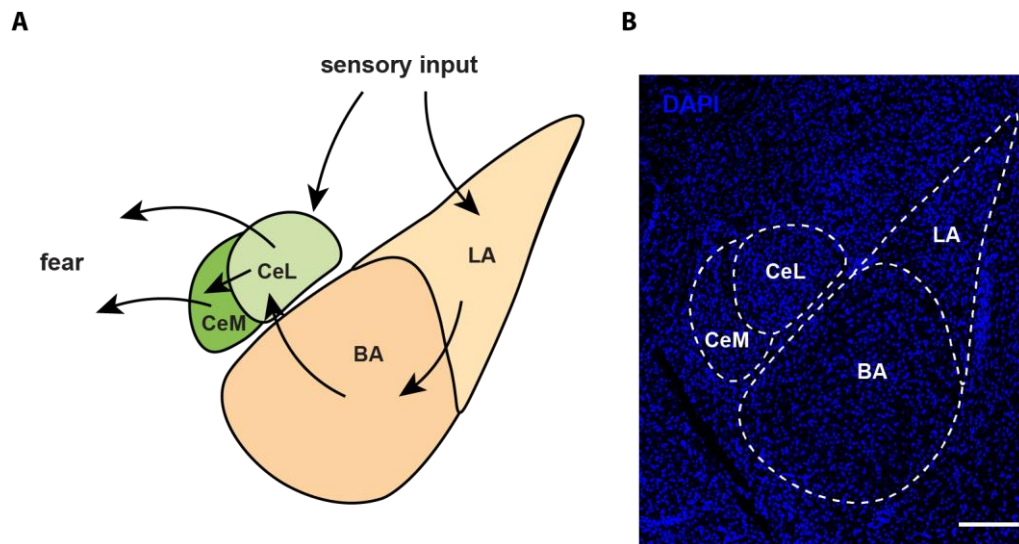 A
sensory input
fear
CeL
CeM
LA
BA
B
DAPI
LA
CeL
CeM
BA